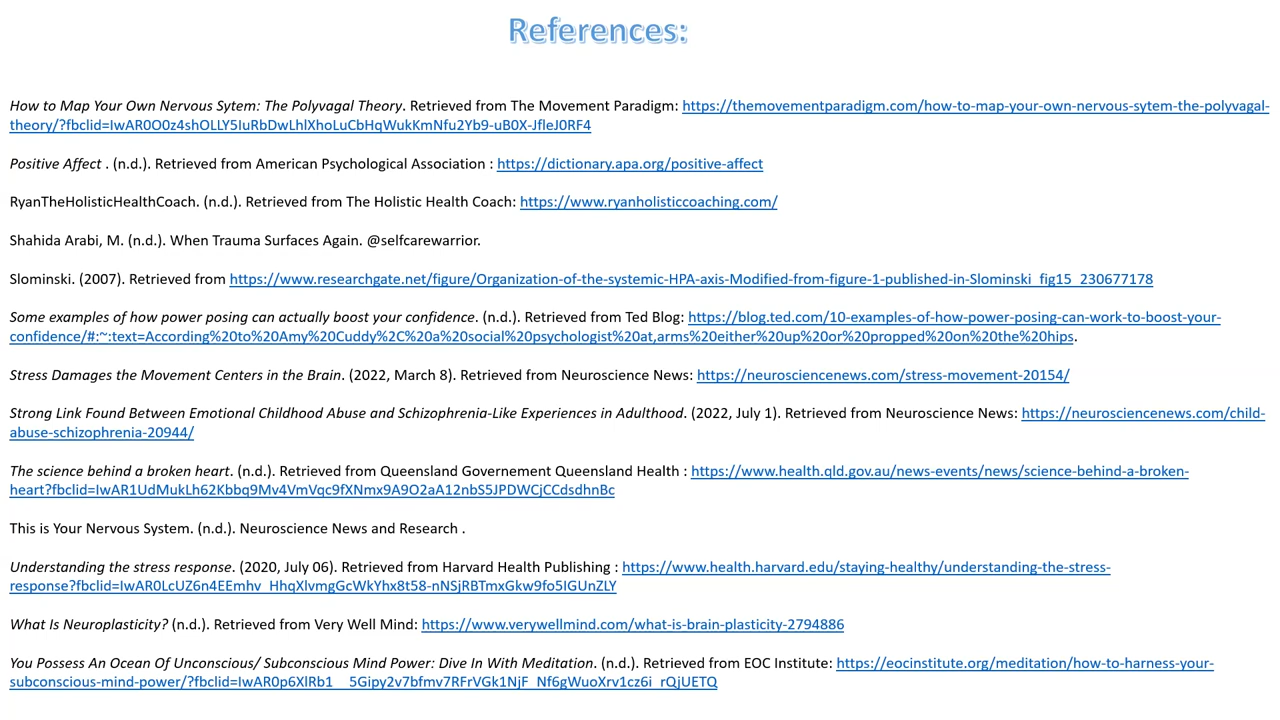 References:
How to Map Your Own Nervous Sytem: The Polyvagal Theory. Retrieved from The Movement Paradigm: https://themovementparadigm.com/how-to-map-your-own-nervous-sytem-the-polyvagal-
theory/?fbclid=IwAR0O0z4shOLLY5IuRbDwLhlXhoLuCbHqWukKmNfu2Yb9-uB0X-JfleJ0RF4
Positive Affect . (n.d.). Retrieved from American Psychological Association : https://dictionary.apa.org/positive-affect
RyanTheHolisticHealthCoach. (n.d.). Retrieved from The Holistic Health Coach: https://www.ryanholisticcoaching.com/
Shahida Arabi, M. (n.d.). When Trauma Surfaces Again. @selfcarewarrior.
Slominski. (2007). Retrieved from https://www.researchgate.net/figure/Organization-of-the-systemic-HPA-axis-Modified-from-figure-1-published-in-Slominski_fig15_230677178
Some examples of how power posing can actually boost your confidence. (n.d.). Retrieved from Ted Blog: https://blog.ted.com/10-examples-of-how-power-posing-can-work-to-boost-your-
confidence/#:~:text=According%20to%20Amy%20Cuddy%2C%20a%20social%20psychologist%20at,arms%20either%20up%20or%20propped%20on%20the%20hips.
Stress Damages the Movement Centers in the Brain. (2022, March 8). Retrieved from Neuroscience News: https://neurosciencenews.com/stress-movement-20154/
Strong Link Found Between Emotional Childhood Abuse and Schizophrenia-Like Experiences in Adulthood. (2022, July 1). Retrieved from Neuroscience News: https://neurosciencenews.com/child-
abuse-schizophrenia-20944/
The science behind a broken heart. (n.d.). Retrieved from Queensland Governement Queensland Health : https://www.health.qld.gov.au/news-events/news/science-behind-a-broken-
heart?fbclid=IwAR1UdMukLh62Kbbq9Mv4VmVqc9fXNmx9A9O2aA12nbS5JPDWCjCCdsdhnBc
This is Your Nervous System. (n.d.). Neuroscience News and Research .
Understanding the stress response. (2020, July 06). Retrieved from Harvard Health Publishing : https://www.health.harvard.edu/staying-healthy/understanding-the-stress-
response?fbclid=IwAR0LcUZ6n4EEmhv_HhqXlvmgGcWkYhx8t58-nNSjRBTmxGkw9fo5IGUnZLY
What Is Neuroplasticity? (n.d.). Retrieved from Very Well Mind: https://www.verywellmind.com/what-is-brain-plasticity-2794886
You Possess An Ocean Of Unconscious/ Subconscious Mind Power: Dive In With Meditation. (n.d.). Retrieved from EOC Institute: https://eocinstitute.org/meditation/how-to-harness-your-
subconscious-mind-power/?fbclid=IwAR0p6XlRb1__5Gipy2v7bfmv7RFrVGk1NjF_Nf6gWuoXrv1cz6i_rQjUETQ